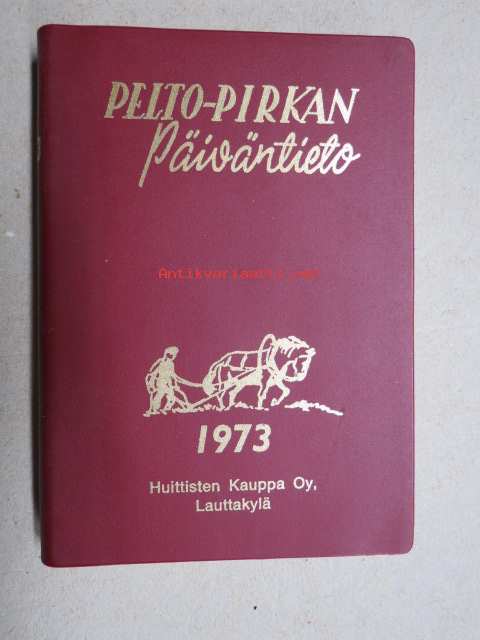 PELTO-PIRKAN
Päiväntieto
Antikvariaatti.net
1973
Huittisten Kauppa Oy,
Lauttakylä